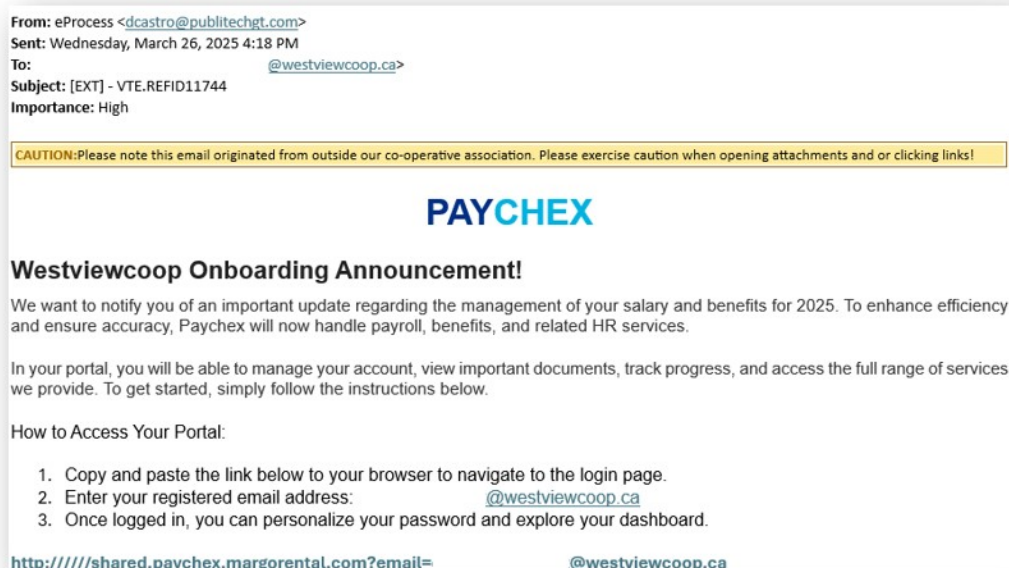 From: eProcess <dcastro@publitechgt.com>
Sent: Wednesday, March 26, 2025 4:18 PM
To: @westviewcoop.ca>
Subject: [EXT] - VTE.REFID11744
Importance: High
CAUTION:Please note this email originated from outside our co-operative association. Please exercise caution when opening attachments and or clicking links!
PAYCHEX
Westviewcoop Onboarding Announcement!
We want to notify you of an important update regarding the management of your salary and benefits for 2025. To enhance efficiency
and ensure accuracy, Paychex will now handle payroll, benefits, and related HR services.
In your portal, you will be able to manage your account, view important documents, track progress, and access the full range of services
we provide. To get started, simply follow the instructions below.
How to Access Your Portal:
1. Copy and paste the link below to your browser to navigate to the login page.
2. Enter your registered email address: @westviewcoop.ca
3. Once logged in, you can personalize your password and explore your dashboard.
http://////shared.paychex.margorental.com?email= @westviewcoop.ca